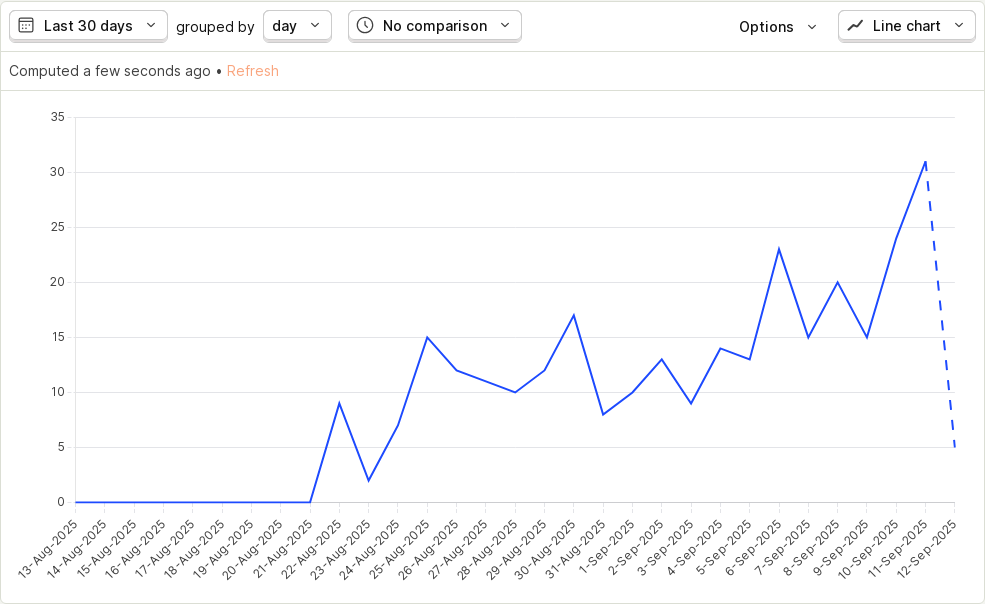 Last 30 days grouped by day No comparison Options Line chart
Computed a few seconds ago • Refresh
35
30
25
20
15
10
5
0
13-Aug-2025
14-Aug-2025
15-Aug-2025
16-Aug-2025
17-Aug-2025
18-Aug-2025
19-Aug-2025
20-Aug-2025
21-Aug-2025
22-Aug-2025
23-Aug-2025
24-Aug-2025
25-Aug-2025
26-Aug-2025
27-Aug-2025
28-Aug-2025
29-Aug-2025
30-Aug-2025
31-Aug-2025
1-Sep-2025
2-Sep-2025
3-Sep-2025
4-Sep-2025
5-Sep-2025
6-Sep-2025
7-Sep-2025
8-Sep-2025
9-Sep-2025
10-Sep-2025
11-Sep-2025
12-Sep-2025